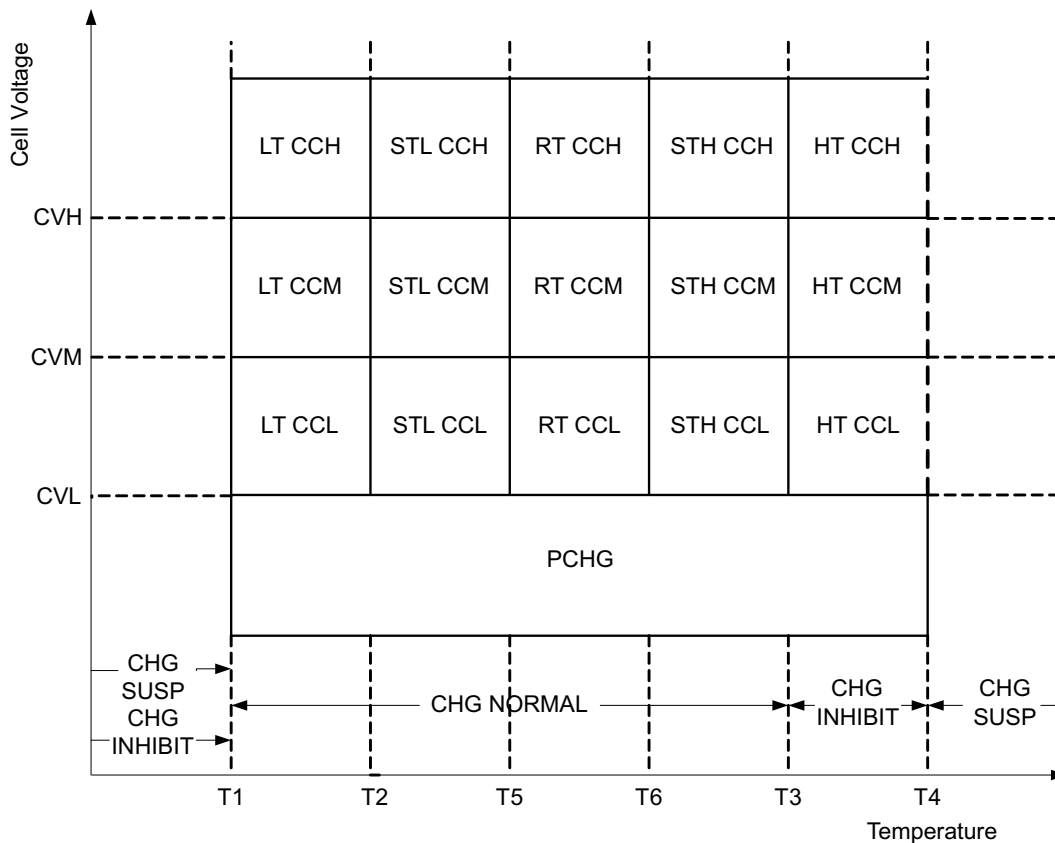 Cell Voltage
LT CCH STL CCH RT CCH STH CCH HT CCH
CVH
LT CCM STL CCM RT CCM STH CCM HT CCM
CVM
LT CCL STL CCL RT CCL STH CCL HT CCL
CVL
PCHG
CHG
SUSP
CHG
INHIBIT
CHG NORMAL
CHG
INHIBIT
CHG
SUSP
T1 T2 T5 T6 T3 T4
Temperature